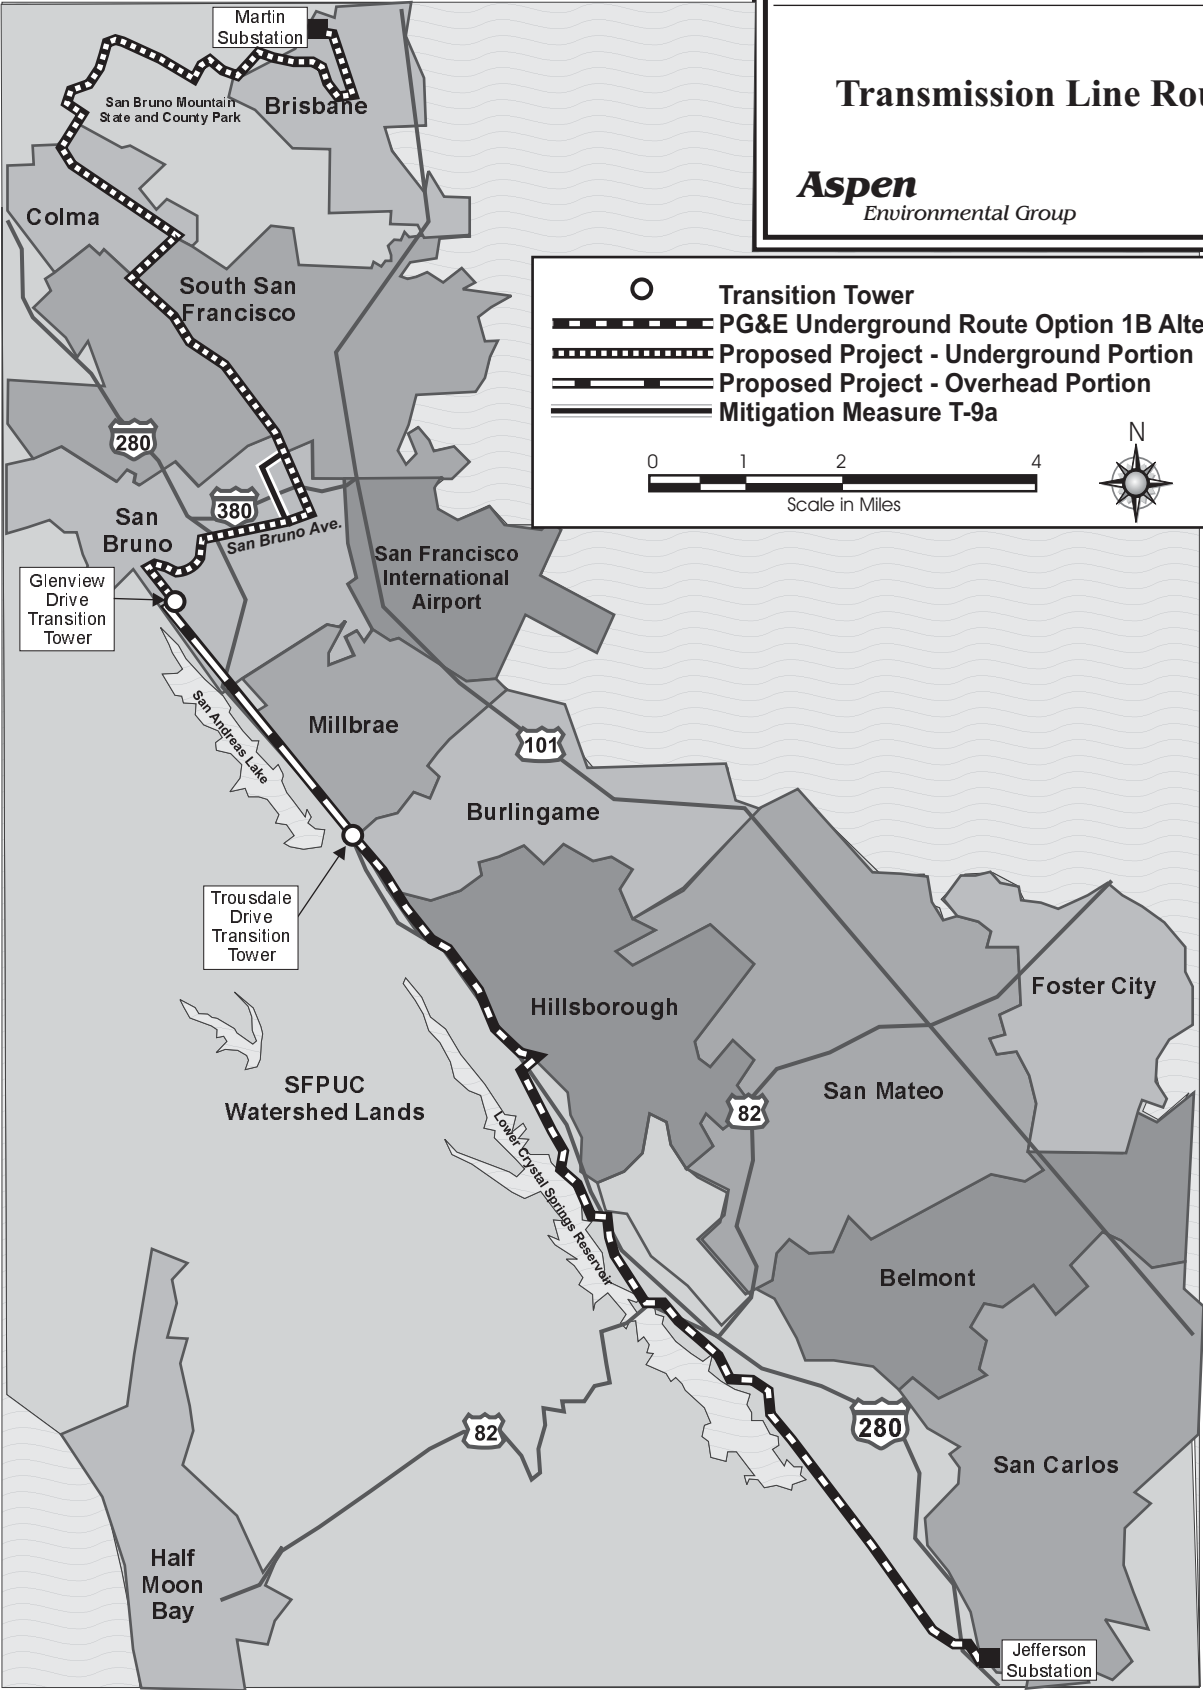 Martin
Substation
San Bruno Mountain
State and County Park
Brisbane
Transmission Line Rou
Aspen
Environmental Group
Colma
South San
Francisco
Transition Tower
PG&E Underground Route Option 1B Alte
Proposed Project - Underground Portion
Proposed Project - Overhead Portion
Mitigation Measure T-9a
N
0 1 2 4
Scale in Miles
280
380
San
Bruno
San Bruno Ave.
San Francisco
International
Airport
Glenview
Drive
Transition
Tower
San Andreas Lake
Millbrae
101
Burlingame
Trousdale
Drive
Transition
Tower
Hillsborough
Foster City
SFPUC
Watershed Lands
San Mateo
82
Lower Crystal Springs Reservoir
Belmont
280
82
San Carlos
Half
Moon
Bay
Jefferson
Substation